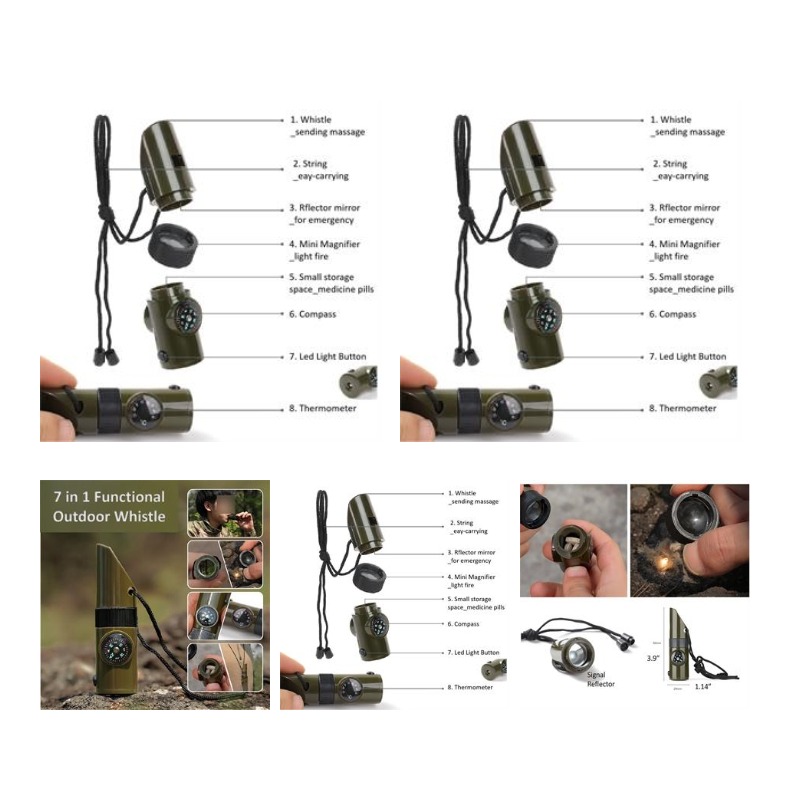 1. Whistle
_sending massage
2. String
_eay-carrying
3. Rflector mirror
_for emergency
4. Mini Magnifier
_light fire
5. Small storage
space_medicine pills
6. Compass
7. Led Light Button
8. Thermometer
1. Whistle
_sending massage
2. String
_eay-carrying
3. Rflector mirror
_for emergency
4. Mini Magnifier
_light fire
5. Small storage
space_medicine pills
6. Compass
7. Led Light Button
8. Thermometer
7 in 1 Functional
Outdoor Whistle
1. Whistle
_sending massage
2. String
_eay-carrying
3. Rflector mirror
_for emergency
4. Mini Magnifier
_light fire
5. Small storage
space_medicine pills
6. Compass
7. Led Light Button
8. Thermometer
Signal
Reflector
3.9"
1.14"